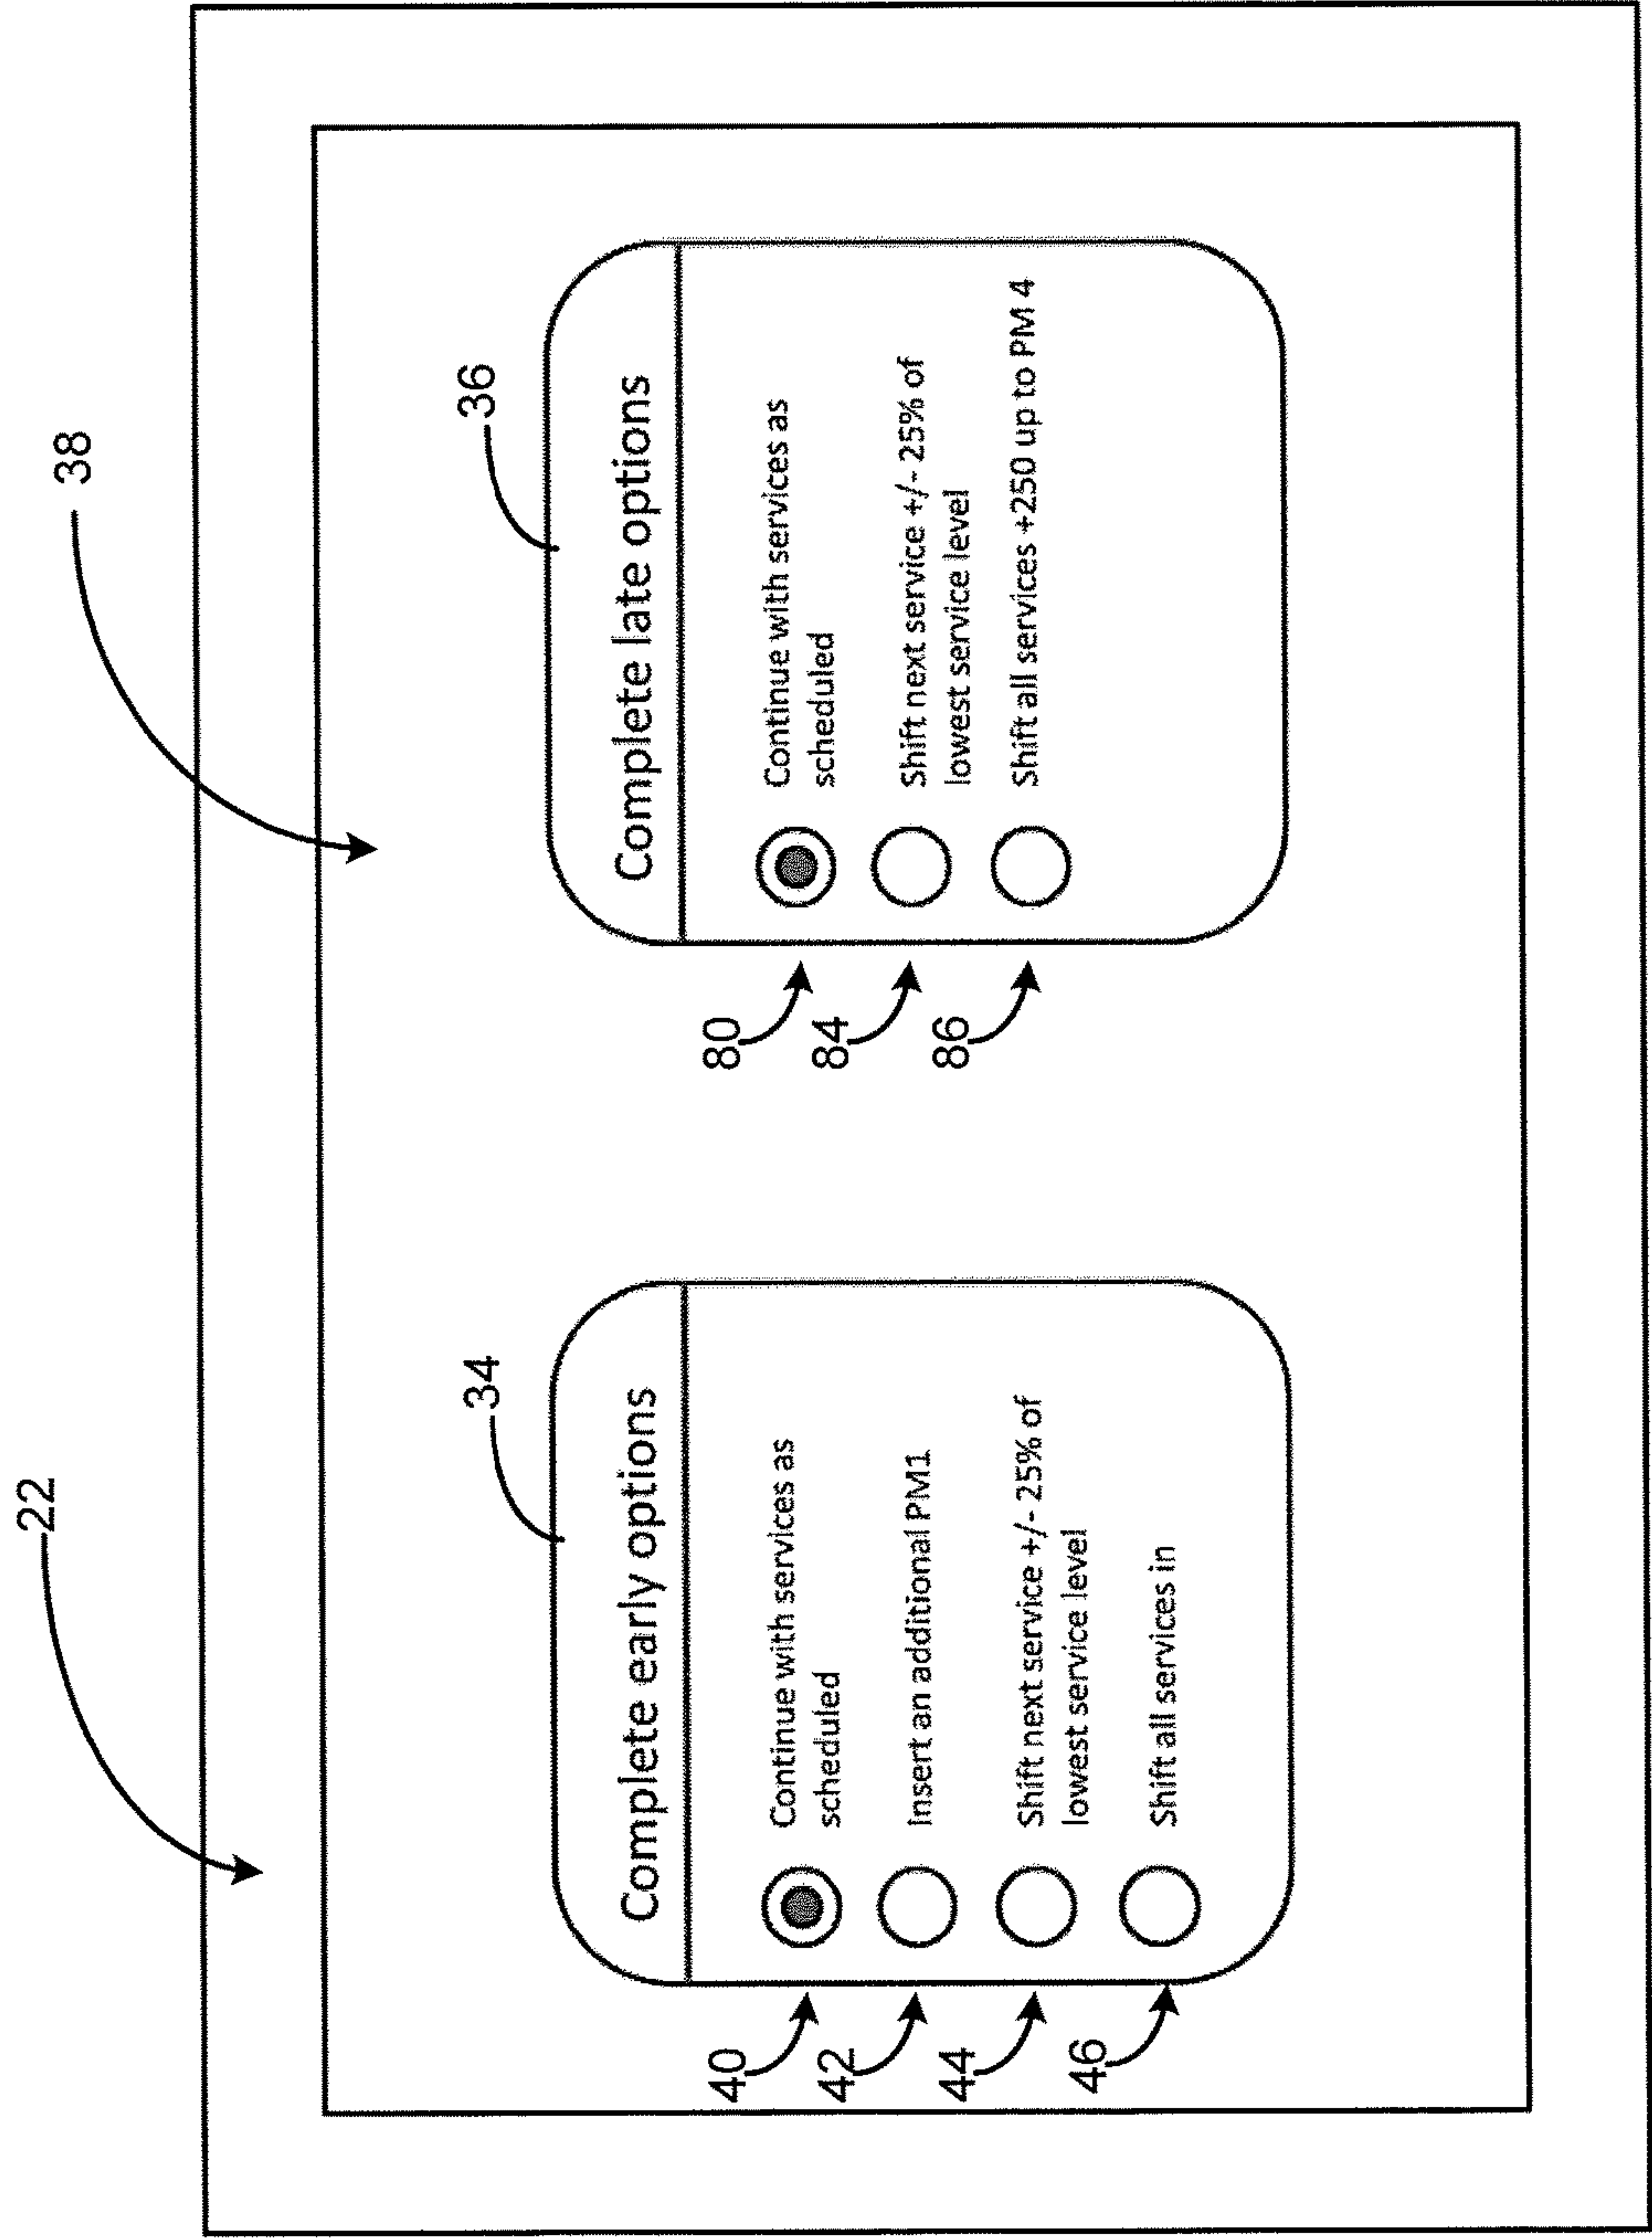 22
38
34
Complete early options
40
Continue with services as
scheduled
42
Insert an additional PM1
44
Shift next service +/- 25% of
lowest service level
46
Shift all services in
36
Complete late options
80
Continue with services as
scheduled
84
Shift next service +/- 25% of
lowest service level
86
Shift all services +250 up to PM 4